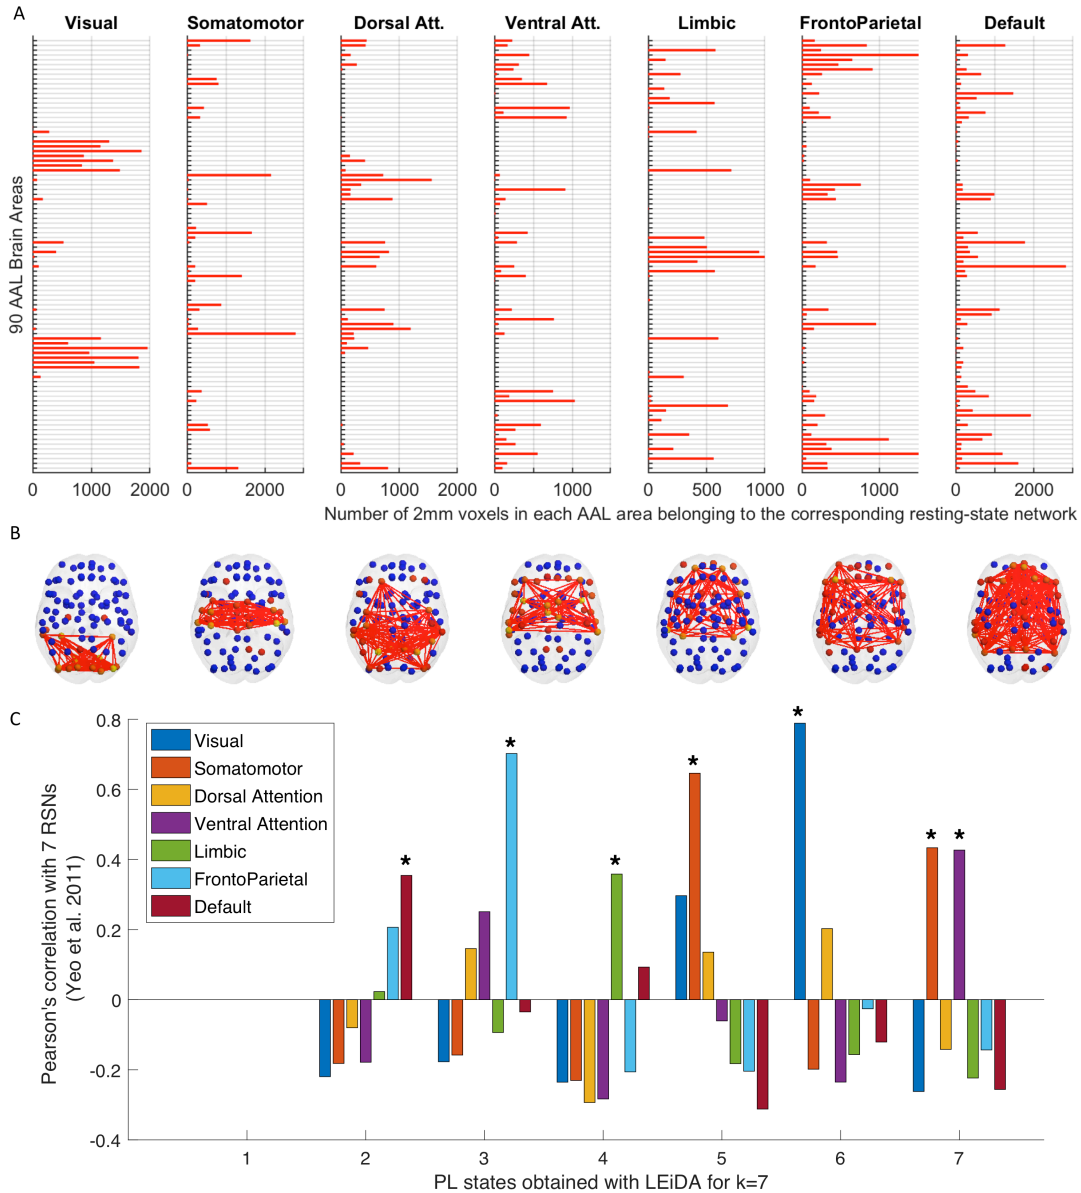 A
Visual Somatomotor Dorsal Att. Ventral Att. Limbic FrontoParietal Default
90 AAL Brain Areas
0 1000 2000 0 1000 2000 0 1000 2000 0 500 1000 1500 0 500 1000 0 1000 0 1000 2000 3000
Number of 2mm voxels in each AAL area belonging to the corresponding resting-state network
B
C
Pearson's correlation with 7 RSNs
(Yeo et al. 2011)
0.8
0.6
0.4
0.2
0
-0.2
-0.4
Visual
Somatomotor
Dorsal Attention
Ventral Attention
Limbic
FrontoParietal
Default
* * * * * * *
1 2 3 4 5 6 7
PL states obtained with LEiDA for k=7